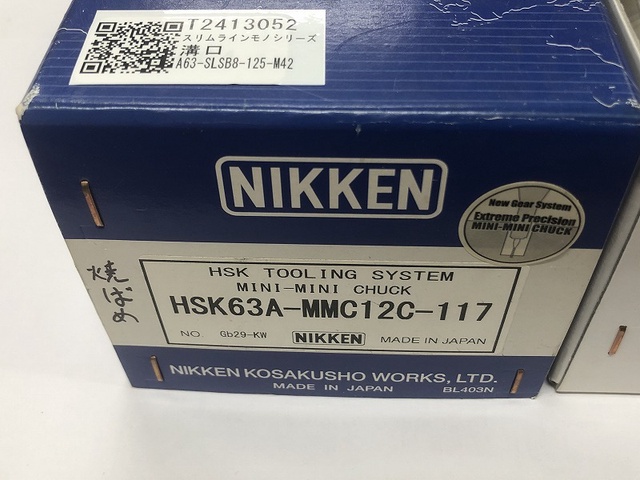 T2413052
スリムラインモノシリーズ
溝口
A63-SLSB8-125-M42
NIKKEN
New Gear System
Extreme Precision
MINI-MINI CHUCK
焼ばめ
HSK TOOLING SYSTEM
MINI-MINI CHUCK
HSK63A-MMC12C-117
NO. Gb29-KW NIKKEN MADE IN JAPAN
NIKKEN KOSAKUSHO WORKS, LTD.
MADE IN JAPAN BL403N